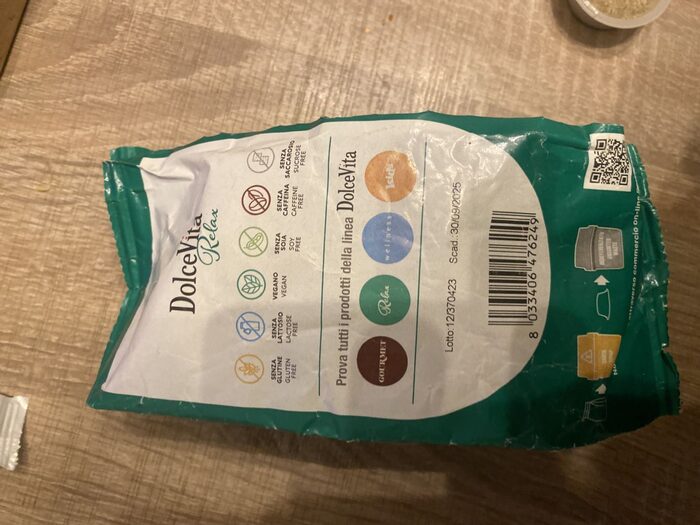 DolceVita
Relax
SENZA
GLUTINE
GLUTEN
FREE
SENZA
LATTOSIO
LACTOSE
FREE
VEGANO
VEGAN
SENZA
SOIA
SOY
FREE
SENZA
CAFFEINA
CAFFEINE
FREE
SENZA
SACCAROSIO
SUCROSE
FREE
Prova tutti i prodotti della linea DolceVita
GOURMET
Relax
wellness
kids
Lotto:12/370423 Scad.:30/09/2025
8 033406 476249